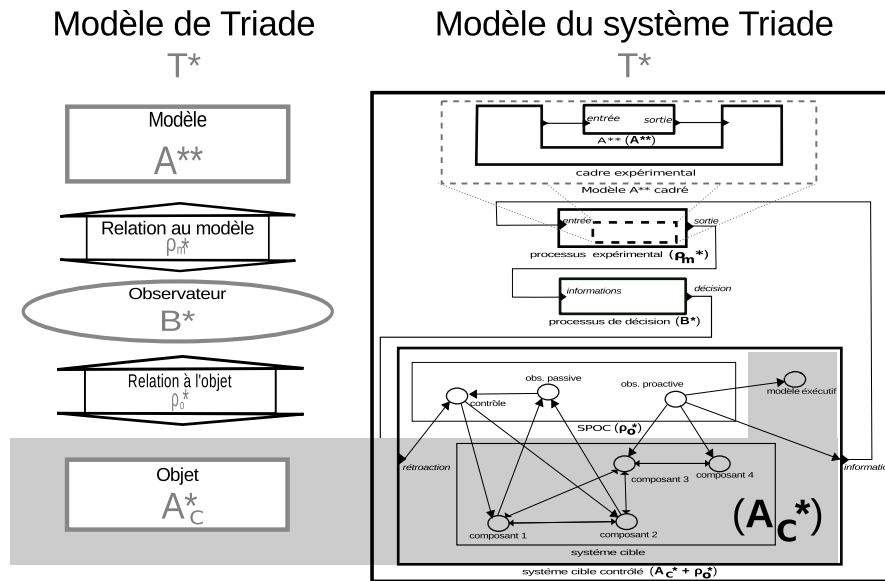 Modèle de Triade
T*
Modèle
A**
Relation au modèle
ρm*
Observateur
B*
Relation à l'objet
ρo*
Objet
A*C
Modèle du système Triade
T*
entrée
sortie
A** (A**)
cadre expérimental
Modèle A** cadré
entrée
sortie
processus expérimental (ρm*)
informations
décision
processus de décision (B*)
obs. passive
obs. proactive
modèle éxécutif
contrôle
SPOC (ρo*)
rétroaction
informatio
composant 3
composant 4
composant 1
composant 2
(AC*)
systéme cible
système cible contrôlé (AC* + ρo*)